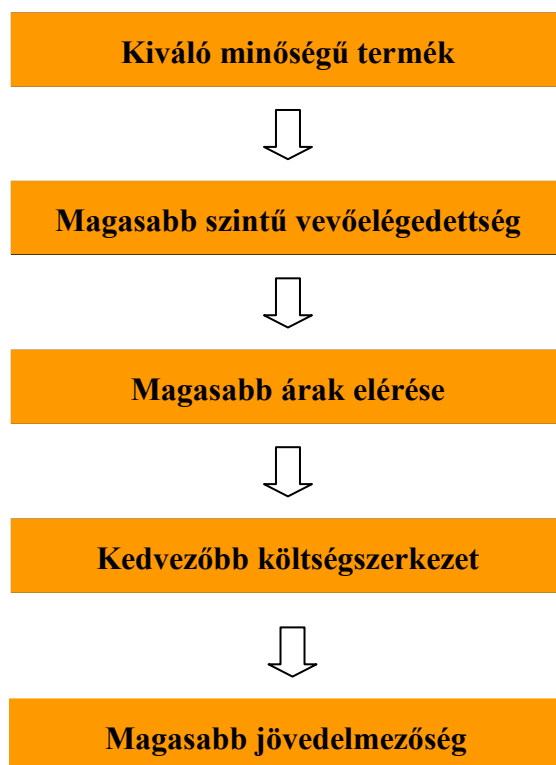 Kiváló minőségű termék
Magasabb szintű vevőelégedettség
Magasabb árak elérése
Kedvezőbb költségszerkezet
Magasabb jövedelmezőség